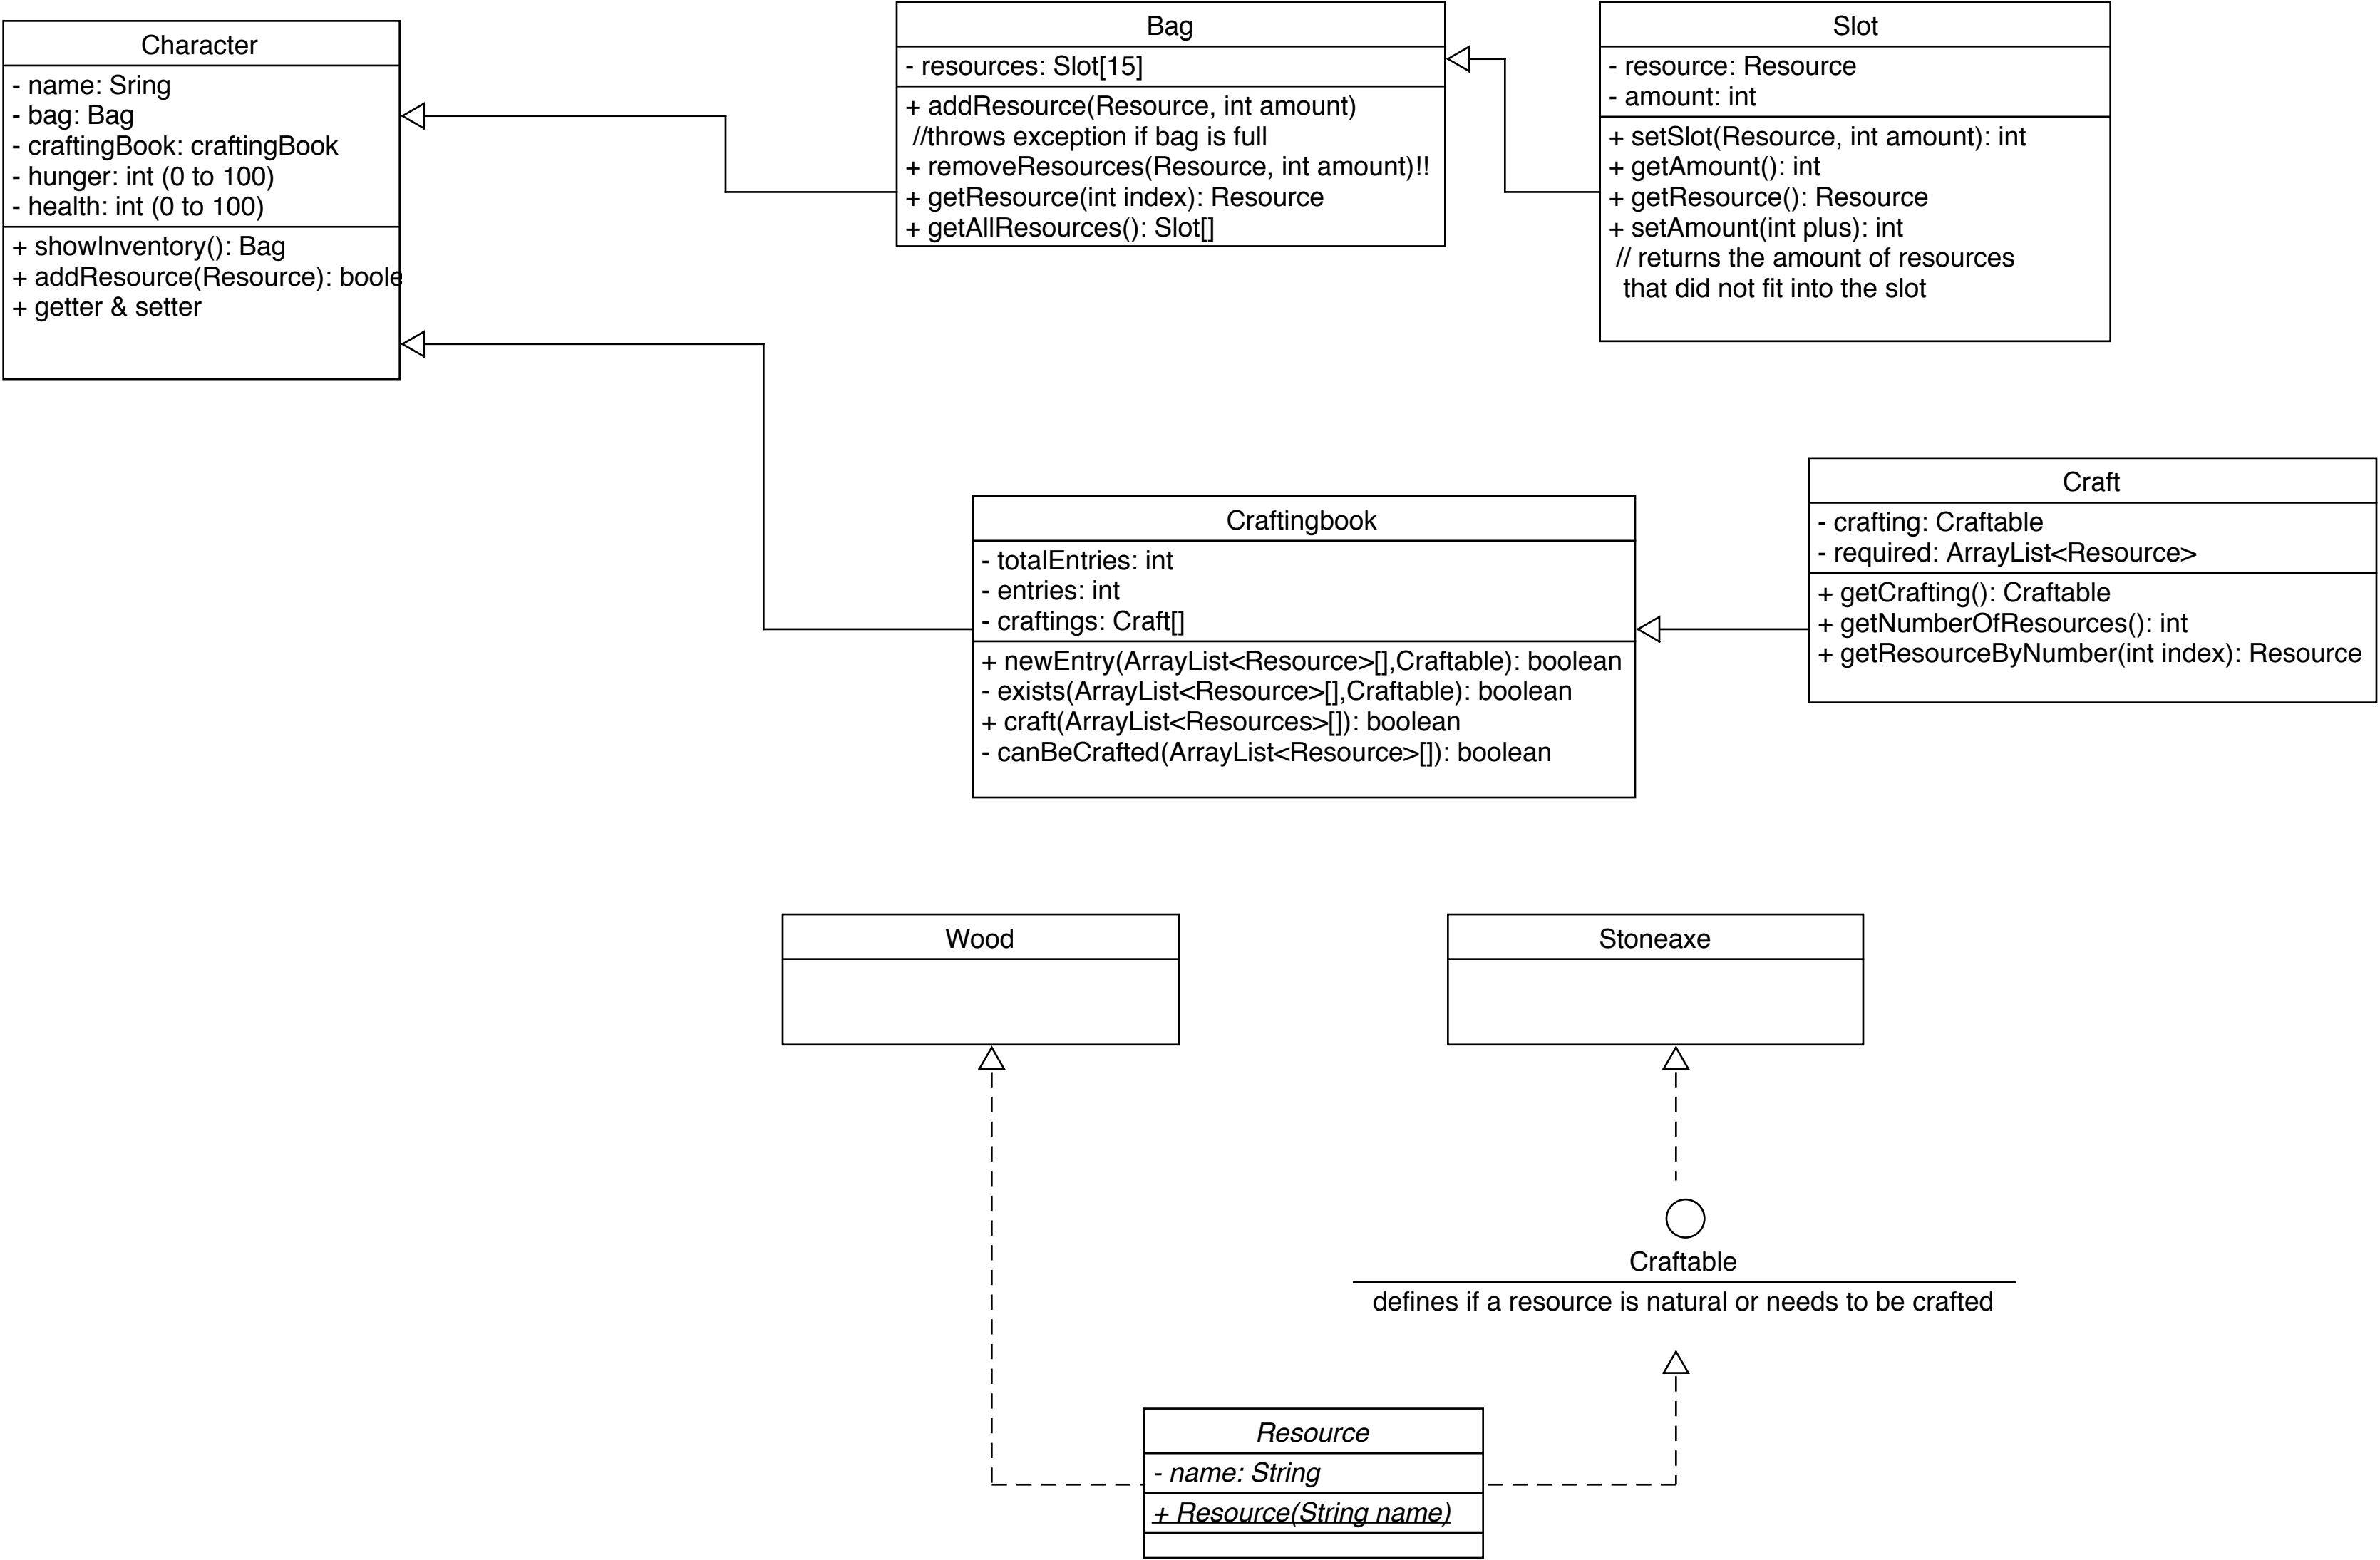 Character
- name: Sring
- bag: Bag
- craftingBook: craftingBook
- hunger: int (0 to 100)
- health: int (0 to 100)
+ showInventory(): Bag
+ addResource(Resource): boole
+ getter & setter
Bag
- resources: Slot[15]
+ addResource(Resource, int amount)
//throws exception if bag is full
+ removeResources(Resource, int amount)!!
+ getResource(int index): Resource
+ getAllResources(): Slot[]
Slot
- resource: Resource
- amount: int
+ setSlot(Resource, int amount): int
+ getAmount(): int
+ getResource(): Resource
+ setAmount(int plus): int
// returns the amount of resources
that did not fit into the slot
Craftingbook
- totalEntries: int
- entries: int
- craftings: Craft[]
+ newEntry(ArrayList<Resource>[],Craftable): boolean
- exists(ArrayList<Resource>[],Craftable): boolean
+ craft(ArrayList<Resources>[]): boolean
- canBeCrafted(ArrayList<Resource>[]): boolean
Craft
- crafting: Craftable
- required: ArrayList<Resource>
+ getCrafting(): Craftable
+ getNumberOfResources(): int
+ getResourceByNumber(int index): Resource
Wood
Stoneaxe
Craftable
defines if a resource is natural or needs to be crafted
Resource
- name: String
+ Resource(String name)